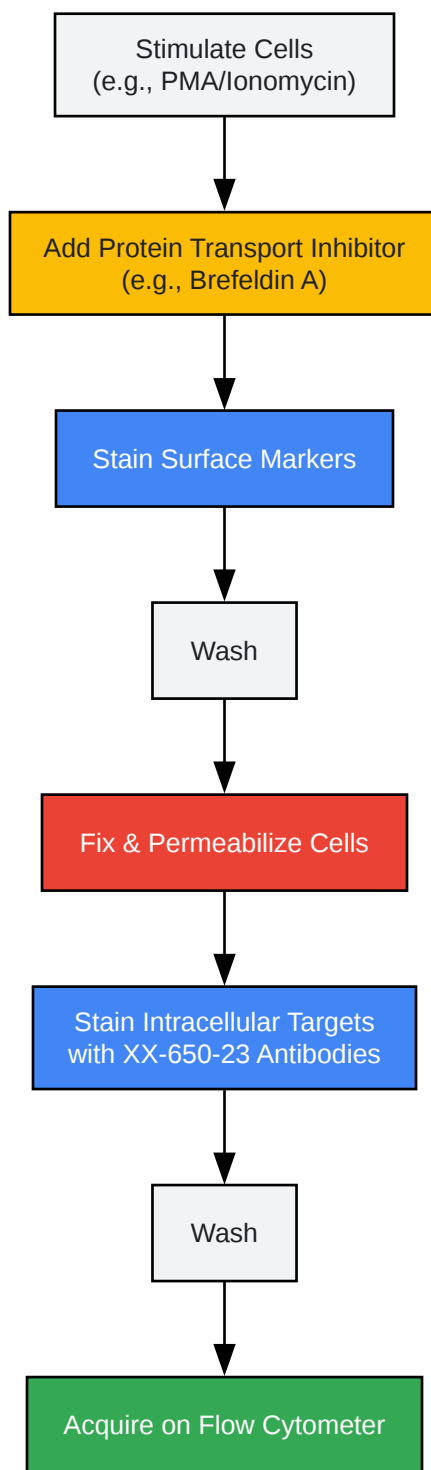 Stimulate Cells
(e.g., PMA/Ionomycin)
Add Protein Transport Inhibitor
(e.g., Brefeldin A)
Stain Surface Markers
Wash
Fix & Permeabilize Cells
Stain Intracellular Targets
with XX-650-23 Antibodies
Wash
Acquire on Flow Cytometer